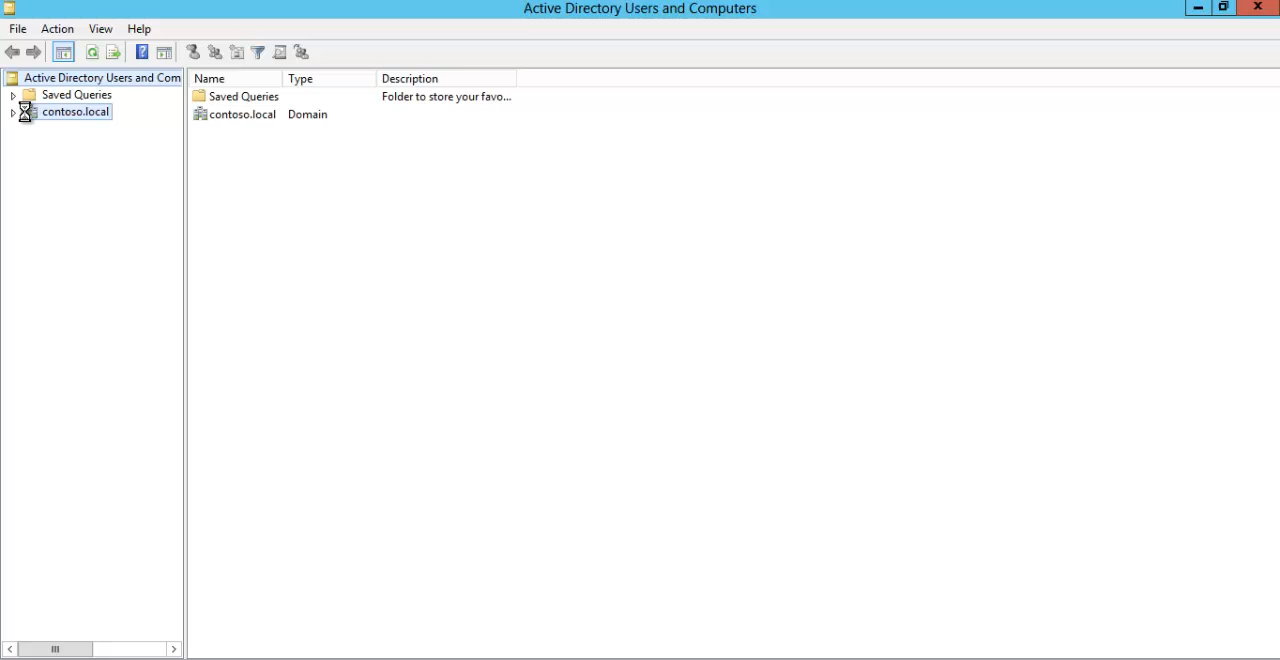 Active Directory Users and Computers
File Action View Help
Active Directory Users and Com
Saved Queries
contoso.local
Name Type Description
Saved Queries Folder to store your favo...
contoso.local Domain